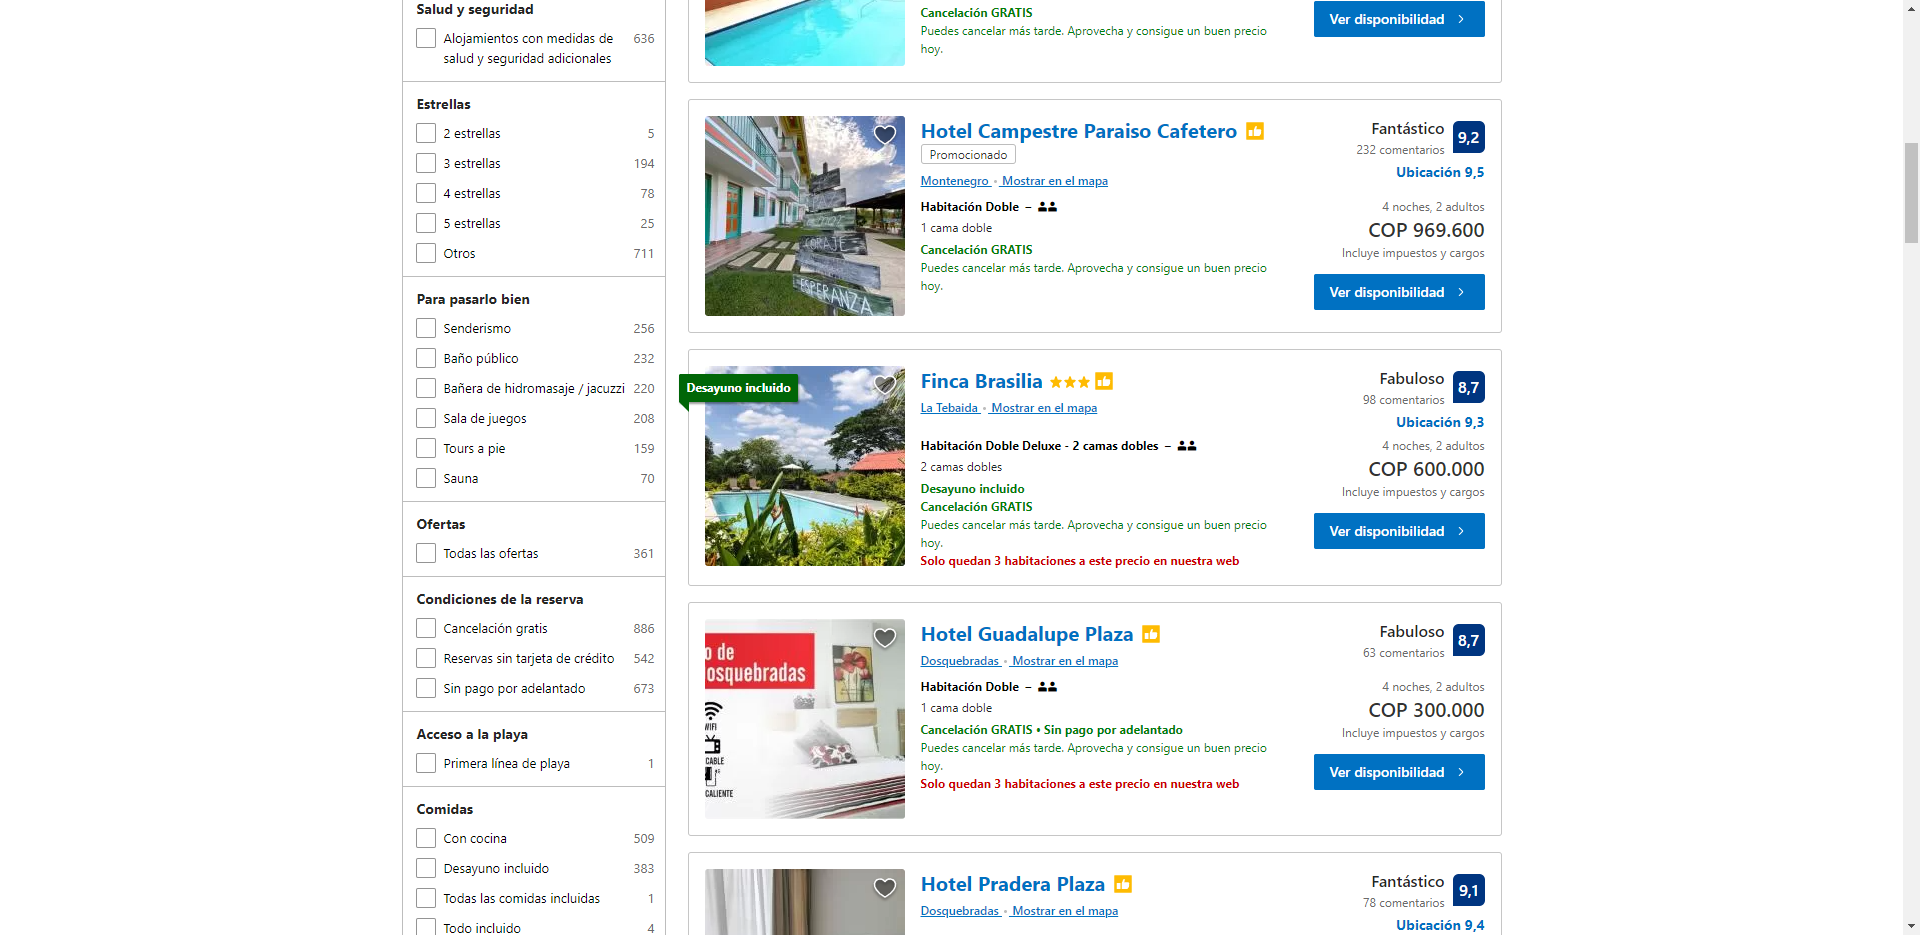 Salud y seguridad
Alojamientos con medidas de salud y seguridad adicionales 636
Estrellas
2 estrellas 5
3 estrellas 194
4 estrellas 78
5 estrellas 25
Otros 711
Para pasarlo bien
Senderismo 256
Baño público 232
Bañera de hidromasaje / jacuzzi 220
Sala de juegos 208
Tours a pie 159
Sauna 70
Ofertas
Todas las ofertas 361
Condiciones de la reserva
Cancelación gratis 886
Reservas sin tarjeta de crédito 542
Sin pago por adelantado 673
Acceso a la playa
Primera línea de playa 1
Comidas
Con cocina 509
Desayuno incluido 383
Todas las comidas incluidas 1
Todo incluido 4
Cancelación GRATIS
Puedes cancelar más tarde. Aprovecha y consigue un buen precio
hoy.
Ver disponibilidad
CORAJE
ESPERANZA
Hotel Campestre Paraiso Cafetero
Promocionado
Montenegro • Mostrar en el mapa
Habitación Doble –
1 cama doble
Cancelación GRATIS
Puedes cancelar más tarde. Aprovecha y consigue un buen precio
hoy.
Fantástico 9,2
232 comentarios
Ubicación 9,5
4 noches, 2 adultos
COP 969.600
Incluye impuestos y cargos
Ver disponibilidad
Desayuno incluido
Finca Brasilia
La Tebaida • Mostrar en el mapa
Habitación Doble Deluxe - 2 camas dobles –
2 camas dobles
Desayuno incluido
Cancelación GRATIS
Puedes cancelar más tarde. Aprovecha y consigue un buen precio
hoy.
Solo quedan 3 habitaciones a este precio en nuestra web
Fabuloso 8,7
98 comentarios
Ubicación 9,3
4 noches, 2 adultos
COP 600.000
Incluye impuestos y cargos
Ver disponibilidad
o de
osquebradas
WIFI
CABLE
CALIENTE
Hotel Guadalupe Plaza
Dosquebradas • Mostrar en el mapa
Habitación Doble –
1 cama doble
Cancelación GRATIS • Sin pago por adelantado
Puedes cancelar más tarde. Aprovecha y consigue un buen precio
hoy.
Solo quedan 3 habitaciones a este precio en nuestra web
Fabuloso 8,7
63 comentarios
4 noches, 2 adultos
COP 300.000
Incluye impuestos y cargos
Ver disponibilidad
Hotel Pradera Plaza
Dosquebradas • Mostrar en el mapa
Fantástico 9,1
78 comentarios
Ubicación 9,4